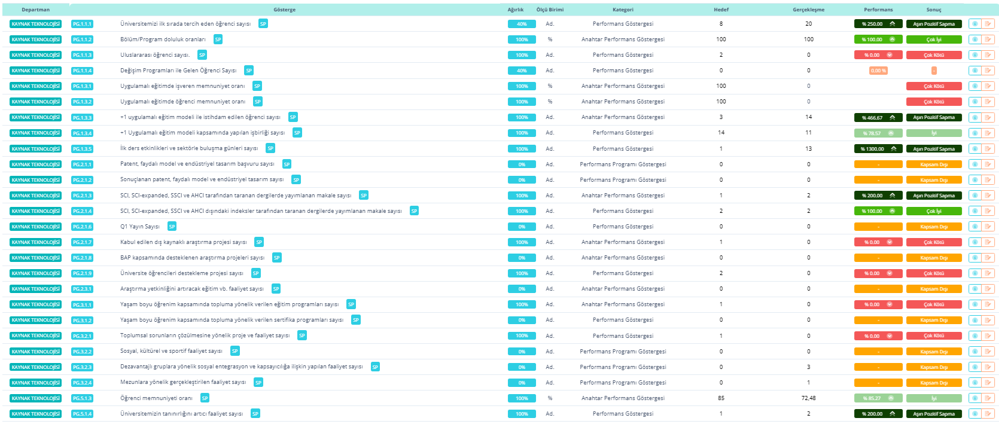 Departman Gösterge Ağırlık Ölçü Birimi Kategori Hedef Gerçekleşme Performans Sonuç
KAYNAK TEKNOLOJİSİ PG.1.1.1 Üniversitemizi ilk sırada tercih eden öğrenci sayısı SP 40% Ad. Performans Göstergesi 8 20 % 250.00 Aşırı Pozitif Sapma
KAYNAK TEKNOLOJİSİ PG.1.1.2 Bölüm/Program doluluk oranları SP 100% % Anahtar Performans Göstergesi 100 100 % 100.00 Çok İyi
KAYNAK TEKNOLOJİSİ PG.1.1.3 Uluslararası öğrenci sayısı. SP 100% Ad. Performans Göstergesi 2 0 % 0.00 Çok Kötü
KAYNAK TEKNOLOJİSİ PG.1.1.4 Değişim Programları ile Gelen Öğrenci Sayısı SP 40% Ad. Performans Göstergesi 0 0 0.00 % -
KAYNAK TEKNOLOJİSİ PG.1.3.1 Uygulamalı eğitimde işveren memnuniyet oranı SP 100% % Anahtar Performans Göstergesi 100 0 Çok Kötü
KAYNAK TEKNOLOJİSİ PG.1.3.2 Uygulamalı eğitimde öğrenci memnuniyet oranı SP 100% % Anahtar Performans Göstergesi 100 0 Çok Kötü
KAYNAK TEKNOLOJİSİ PG.1.3.3 +1 uygulamalı eğitim modeli ile istihdam edilen öğrenci sayısı SP 100% Ad. Anahtar Performans Göstergesi 3 14 % 466.67 Aşırı Pozitif Sapma
KAYNAK TEKNOLOJİSİ PG.1.3.4 +1 Uygulamalı eğitim modeli kapsamında yapılan işbirliği sayısı SP 100% Ad. Performans Göstergesi 14 11 % 78.57 İyi
KAYNAK TEKNOLOJİSİ PG.1.3.5 İlk ders etkinlikleri ve sektörle buluşma günleri sayısı SP 100% Ad. Performans Göstergesi 1 13 % 1300.00 Aşırı Pozitif Sapma
KAYNAK TEKNOLOJİSİ PG.2.1.1 Patent, faydalı model ve endüstriyel tasarım başvuru sayısı SP 0% Ad. Performans Programı Göstergesi 0 0 - Kapsam Dışı
KAYNAK TEKNOLOJİSİ PG.2.1.2 Sonuçlanan patent, faydalı model ve endüstriyel tasarım sayısı SP 0% Ad. Performans Programı Göstergesi 0 0 - Kapsam Dışı
KAYNAK TEKNOLOJİSİ PG.2.1.3 SCI, SCI-expanded, SSCI ve AHCI tarafından taranan dergilerde yayımlanan makale sayısı SP 100% Ad. Anahtar Performans Göstergesi 1 2 % 200.00 Aşırı Pozitif Sapma
KAYNAK TEKNOLOJİSİ PG.2.1.4 SCI, SCI-expanded, SSCI ve AHCI dışındaki indeksler tarafından taranan dergilerde yayımlanan makale sayısı SP 100% Ad. Performans Göstergesi 2 2 % 100.00 Çok İyi
KAYNAK TEKNOLOJİSİ PG.2.1.6 Q1 Yayın Sayısı SP 0% Ad. Performans Göstergesi 0 0 - Kapsam Dışı
KAYNAK TEKNOLOJİSİ PG.2.1.7 Kabul edilen dış kaynaklı araştırma projesi sayısı SP 100% Ad. Anahtar Performans Göstergesi 1 0 % 0.00 Çok Kötü
KAYNAK TEKNOLOJİSİ PG.2.1.8 BAP kapsamında desteklenen araştırma projeleri sayısı SP 0% Ad. Anahtar Performans Göstergesi 0 0 - Kapsam Dışı
KAYNAK TEKNOLOJİSİ PG.2.1.9 Üniversite öğrencileri destekleme projesi sayısı SP 100% Ad. Performans Göstergesi 2 0 % 0.00 Çok Kötü
KAYNAK TEKNOLOJİSİ PG.2.3.1 Araştırma yetkinliğini artıracak eğitim vb. faaliyet sayısı SP 0% Ad. Anahtar Performans Göstergesi 0 0 - Kapsam Dışı
KAYNAK TEKNOLOJİSİ PG.3.1.1 Yaşam boyu öğrenim kapsamında topluma yönelik verilen eğitim programları sayısı SP 100% Ad. Anahtar Performans Göstergesi 1 0 % 0.00 Çok Kötü
KAYNAK TEKNOLOJİSİ PG.3.1.2 Yaşam boyu öğrenim kapsamında topluma yönelik verilen sertifika programları sayısı SP 0% Ad. Performans Göstergesi 0 0 - Kapsam Dışı
KAYNAK TEKNOLOJİSİ PG.3.2.1 Toplumsal sorunların çözülmesine yönelik proje ve faaliyet sayısı SP 100% Ad. Performans Göstergesi 1 0 % 0.00 Çok Kötü
KAYNAK TEKNOLOJİSİ PG.3.2.2 Sosyal, kültürel ve sportif faaliyet sayısı SP 0% Ad. Performans Programı Göstergesi 0 0 - Kapsam Dışı
KAYNAK TEKNOLOJİSİ PG.3.2.3 Dezavantajlı gruplara yönelik sosyal entegrasyon ve kapsayıcılığa ilişkin yapılan faaliyet sayısı SP 0% Ad. Performans Programı Göstergesi 0 3 - Kapsam Dışı
KAYNAK TEKNOLOJİSİ PG.3.2.4 Mezunlara yönelik gerçekleştirilen faaliyet sayısı SP 0% Ad. Performans Programı Göstergesi 0 1 - Kapsam Dışı
KAYNAK TEKNOLOJİSİ PG.5.1.3 Öğrenci memnuniyeti oranı SP 100% % Anahtar Performans Göstergesi 85 72,48 % 85.27 İyi
KAYNAK TEKNOLOJİSİ PG.5.1.4 Üniversitemizin tanınırlığını artıcı faaliyet sayısı SP 100% Ad. Performans Göstergesi 1 2 % 200.00 Aşırı Pozitif Sapma